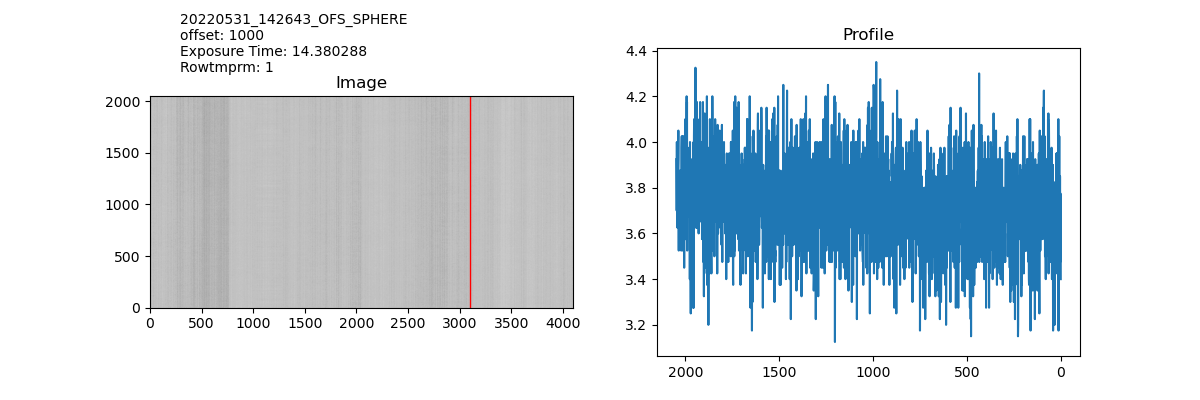 20220531_142643_OFS_SPHERE
offset: 1000
Exposure Time: 14.380288
Rowtmprm: 1
Image
2000
1500
1000
500
0
0 500 1000 1500 2000 2500 3000 3500 4000
Profile
4.4
4.2
4.0
3.8
3.6
3.4
3.2
2000 1500 1000 500 0